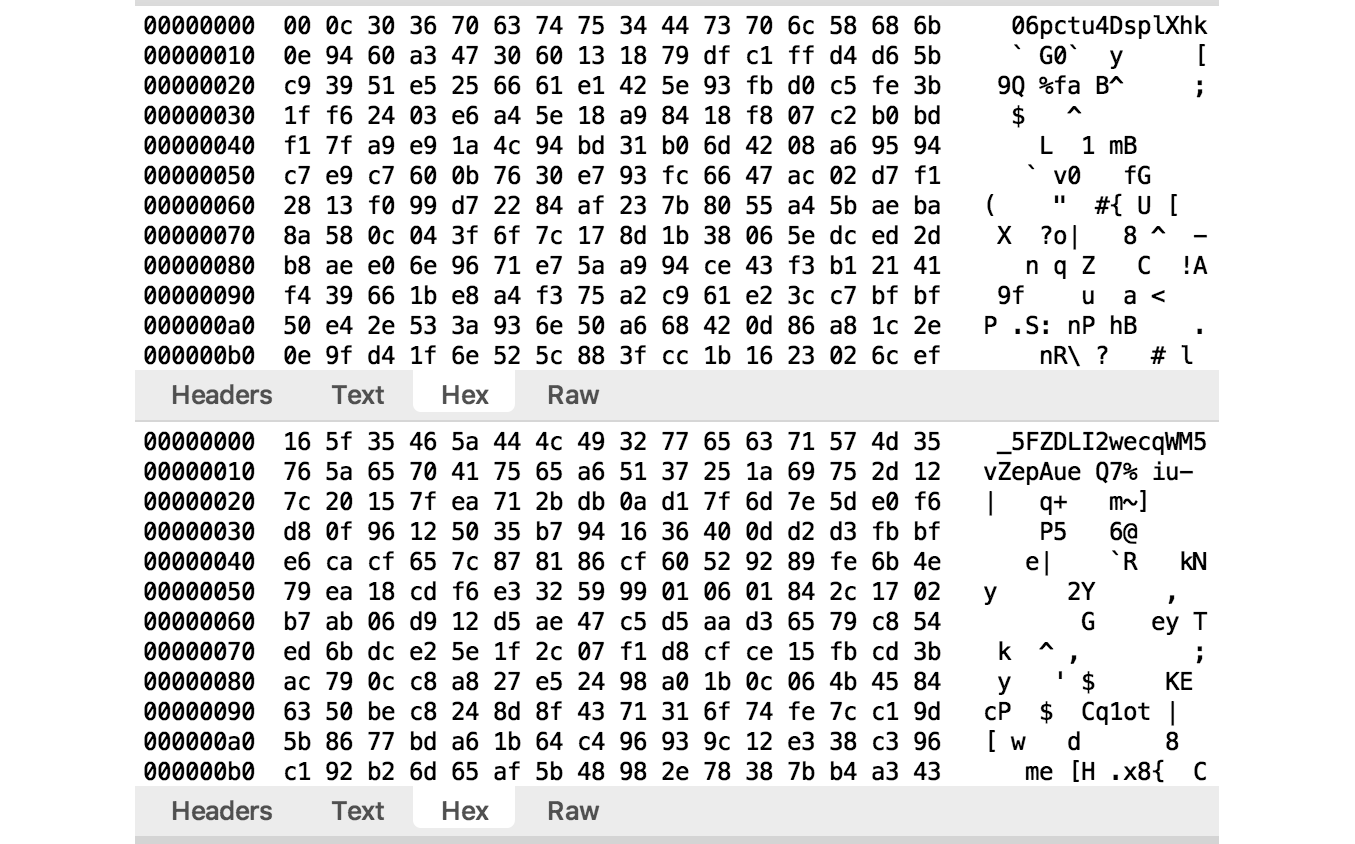 00000000 00 0c 30 36 70 63 74 75 34 44 73 70 6c 58 68 6b 06pctu4DsplXhk
00000010 0e 94 60 a3 47 30 60 13 18 79 df c1 ff d4 d6 5b ` G0` y [
00000020 c9 39 51 e5 25 66 61 e1 42 5e 93 fb d0 c5 fe 3b 9Q %fa B^ ;
00000030 1f f6 24 03 e6 a4 5e 18 a9 84 18 f8 07 c2 b0 bd $ ^
00000040 f1 7f a9 e9 1a 4c 94 bd 31 b0 6d 42 08 a6 95 94 L 1 mB
00000050 c7 e9 c7 60 0b 76 30 e7 93 fc 66 47 ac 02 d7 f1 ` v0 fG
00000060 28 13 f0 99 d7 22 84 af 23 7b 80 55 a4 5b ae ba ( " #{ U [
00000070 8a 58 0c 04 3f 6f 7c 17 8d 1b 38 06 5e dc ed 2d X ?o| 8 ^ -
00000080 b8 ae e0 6e 96 71 e7 5a a9 94 ce 43 f3 b1 21 41 n q Z C !A
00000090 f4 39 66 1b e8 a4 f3 75 a2 c9 61 e2 3c c7 bf bf 9f u a <
000000a0 50 e4 2e 53 3a 93 6e 50 a6 68 42 0d 86 a8 1c 2e P .S: nP hB .
000000b0 0e 9f d4 1f 6e 52 5c 88 3f cc 1b 16 23 02 6c ef nR\ ? # l
Headers Text Hex Raw
00000000 16 5f 35 46 5a 44 4c 49 32 77 65 63 71 57 4d 35 _5FZDLI2wecqWM5
00000010 76 5a 65 70 41 75 65 a6 51 37 25 1a 69 75 2d 12 vZepAue Q7% iu-
00000020 7c 20 15 7f ea 71 2b db 0a d1 7f 6d 7e 5d e0 f6 | q+ m~]
00000030 d8 0f 96 12 50 35 b7 94 16 36 40 0d d2 d3 fb bf P5 6@
00000040 e6 ca cf 65 7c 87 81 86 cf 60 52 92 89 fe 6b 4e e| `R kN
00000050 79 ea 18 cd f6 e3 32 59 99 01 06 01 84 2c 17 02 y 2Y ,
00000060 b7 ab 06 d9 12 d5 ae 47 c5 d5 aa d3 65 79 c8 54 G ey T
00000070 ed 6b dc e2 5e 1f 2c 07 f1 d8 cf ce 15 fb cd 3b k ^ , ;
00000080 ac 79 0c c8 a8 27 e5 24 98 a0 1b 0c 06 4b 45 84 y ' $ KE
00000090 63 50 be c8 24 8d 8f 43 71 31 6f 74 fe 7c c1 9d cP $ Cq1ot |
000000a0 5b 86 77 bd a6 1b 64 c4 96 93 9c 12 e3 38 c3 96 [ w d 8
000000b0 c1 92 b2 6d 65 af 5b 48 98 2e 78 38 7b b4 a3 43 me [H .x8{ C
Headers Text Hex Raw